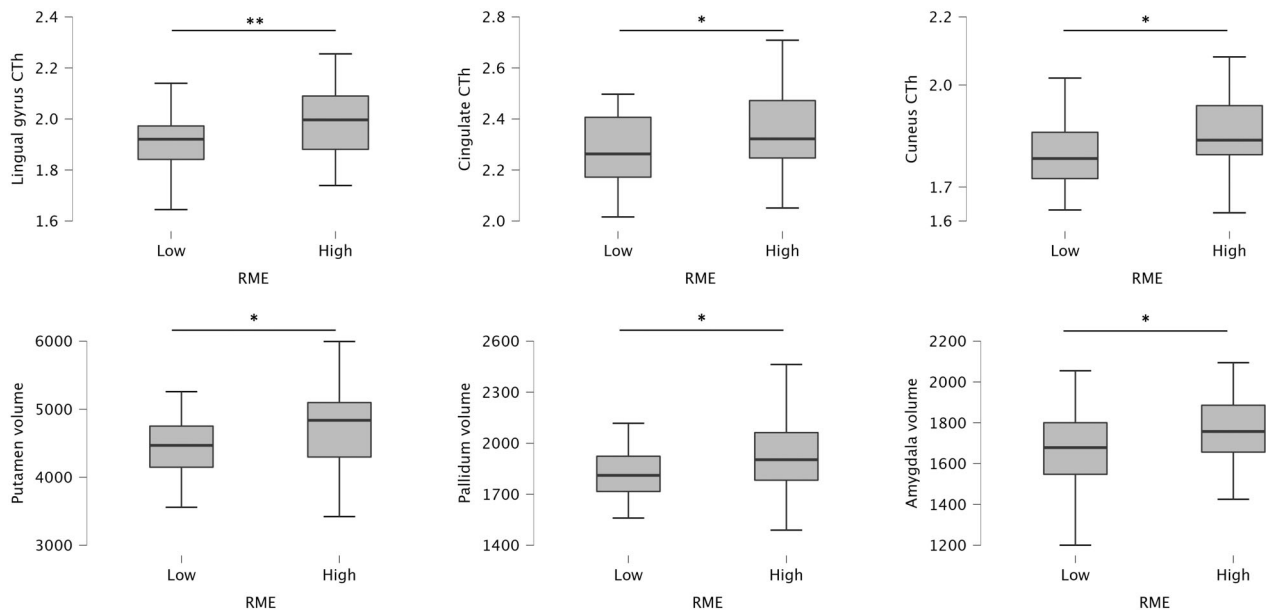 **
Lingual gyrus CTh
2.4
2.2
2.0
1.8
1.6
Low High
RME
*
Cingulate CTh
2.8
2.6
2.4
2.2
2.0
Low High
RME
*
Cuneus CTh
2.2
2.0
1.7
1.6
Low High
RME
*
Putamen volume
6000
5000
4000
3000
Low High
RME
*
Pallidum volume
2600
2300
2000
1700
1400
Low High
RME
*
Amygdala volume
2200
2000
1800
1600
1400
1200
Low High
RME